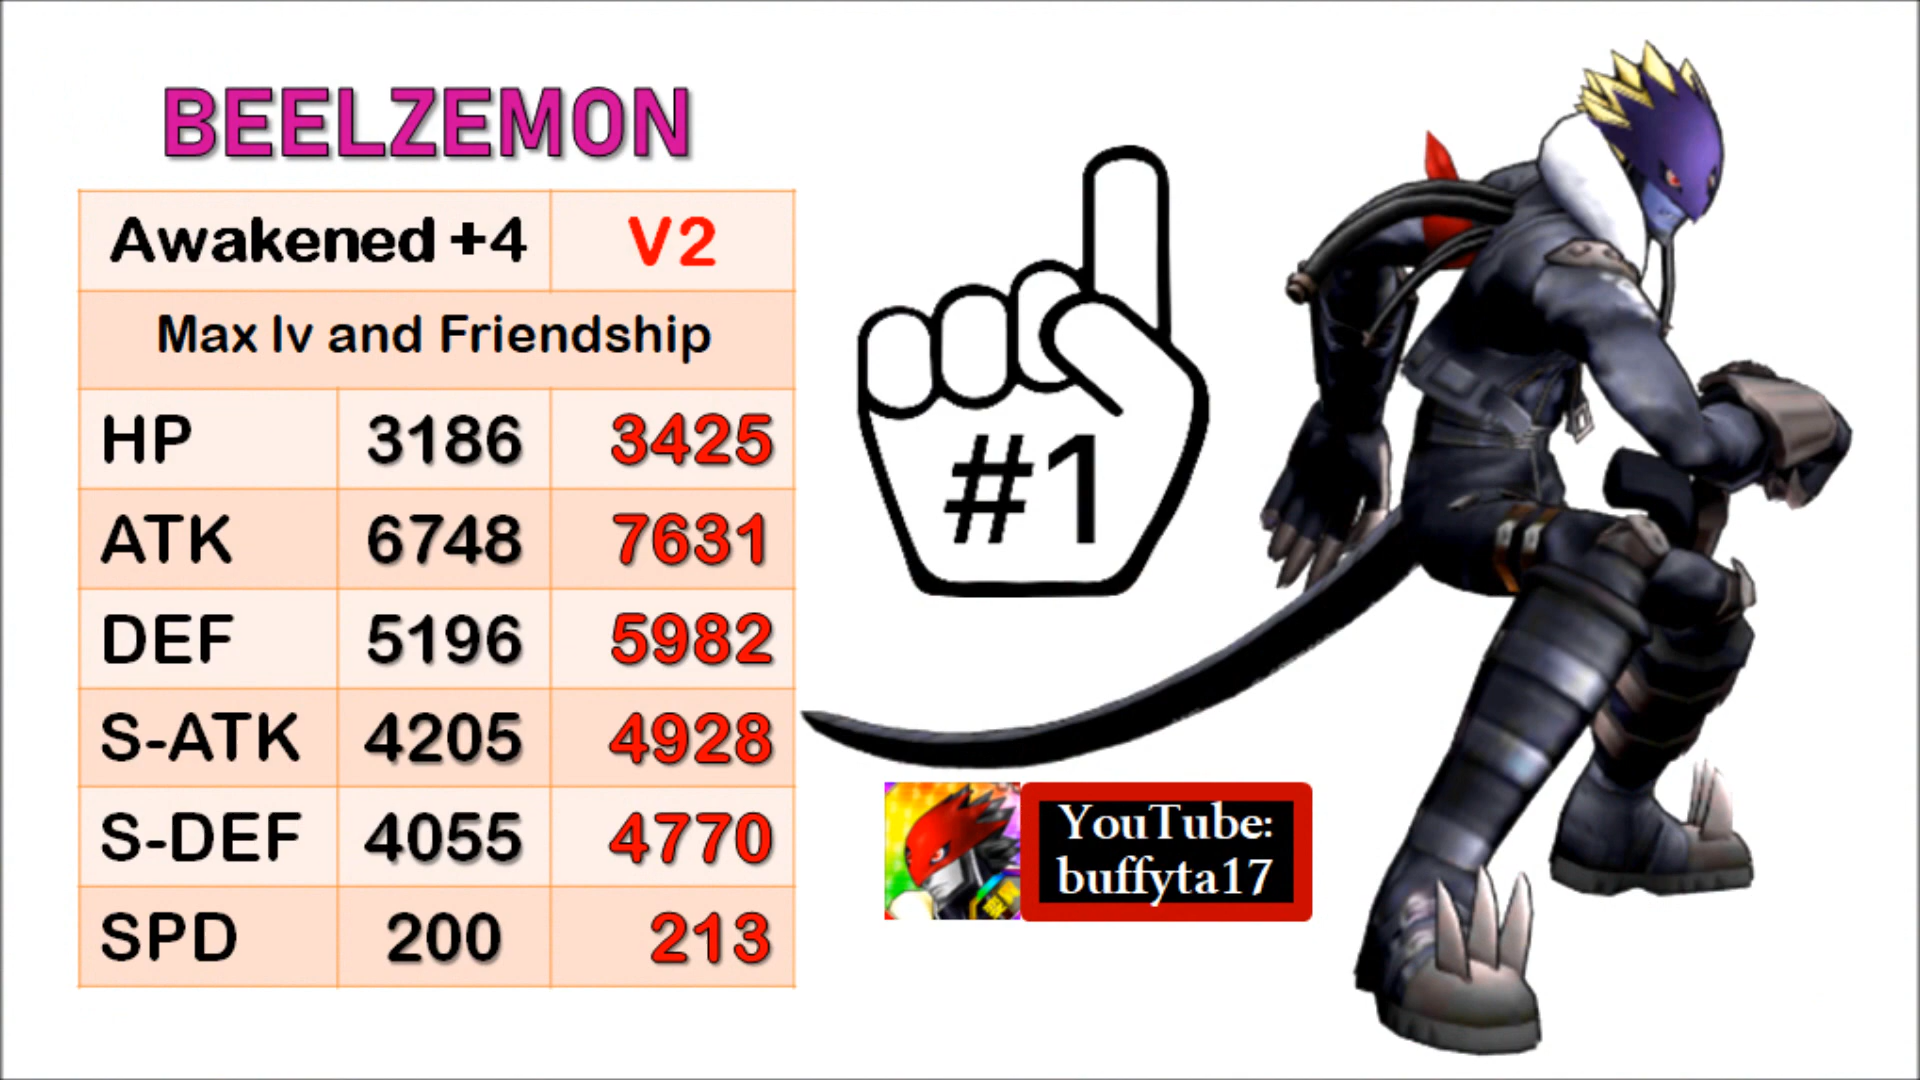 BEELZEMON
Awakened +4 V2
Max lv and Friendship
HP 3186 3425
ATK 6748 7631
DEF 5196 5982
S-ATK 4205 4928
S-DEF 4055 4770
SPD 200 213
#1
YouTube:
buffyta17